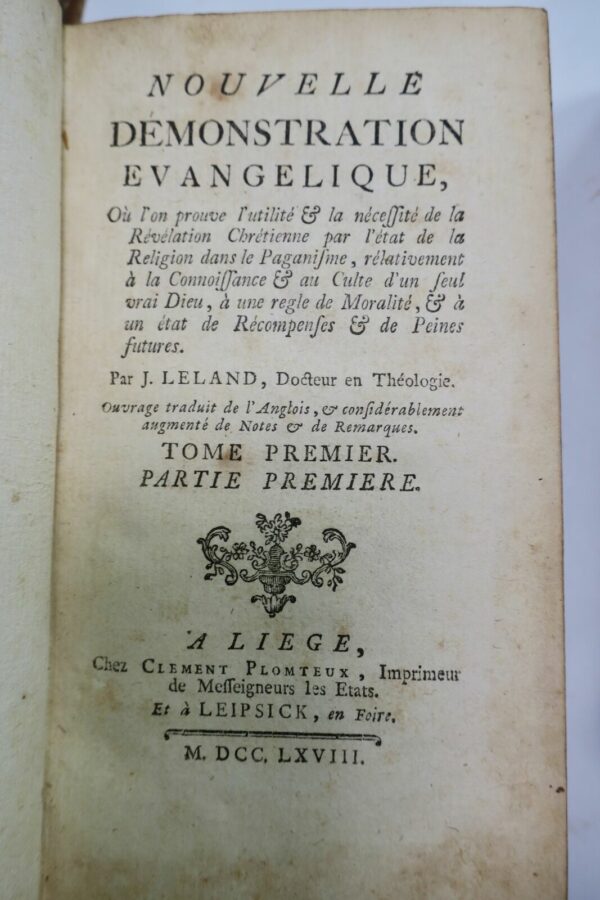 NOUVELLE
DÉMONSTRATION
EVANGELIQUE,
Où l'on prouve l'utilité & la néceſſité de la
Révélation Chrétienne par l'état de la
Religion dans le Paganiſme, rélativement
à la Connoiſſance & au Culte d'un ſeul
vrai Dieu, à une regle de Moralité, & à
un état de Récompenſes & de Peines
futures.
Par J. LELAND, Docteur en Théologie.
Ouvrage traduit de l'Anglois, & conſidérablement
augmenté de Notes & de Remarques.
TOME PREMIER.
PARTIE PREMIERE.
A LIEGE,
Chez CLEMENT PLOMTEUX, Imprimeur
de Meſſeigneurs les Etats.
Et à LEIPSICK, en Foire.
M. DCC. LXVIII.